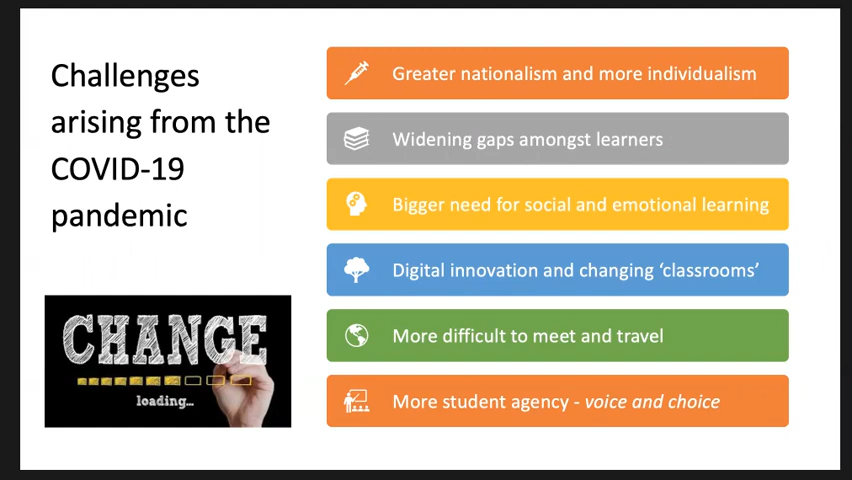 Challenges
arising from the
COVID-19
pandemic
CHANGE
loading...
Greater nationalism and more individualism
Widening gaps amongst learners
Bigger need for social and emotional learning
Digital innovation and changing ‘classrooms’
More difficult to meet and travel
More student agency - voice and choice